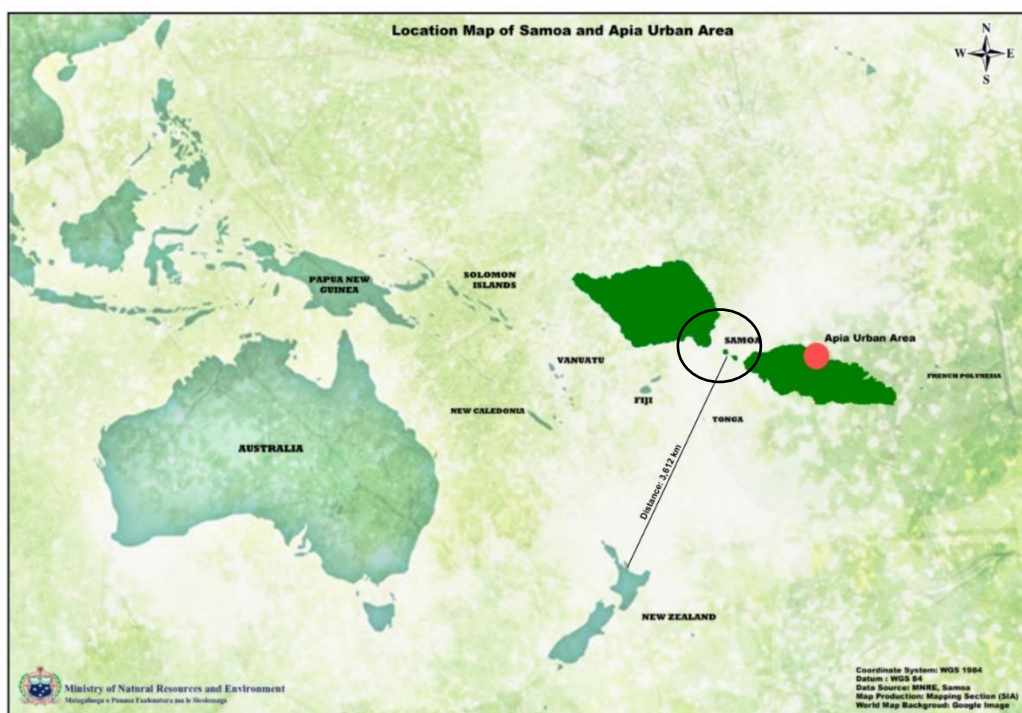 Location Map of Samoa and Apia Urban Area
N
W E
S
PAPUA NEW
GUINEA
SOLOMON
ISLANDS
SAMOA
Apia Urban Area
VANUATU
FIJI
FRENCH POLYNESIA
NEW CALEDONIA
TONGA
AUSTRALIA
Distance: 3,612 km
NEW ZEALAND
Ministry of Natural Resources and Environment
Coordinate System: WGS 1984
Datum : WGS 84
Data Source: MNRE, Samoa
Map Production: Mapping Section (SIA)
World Map Backgroud: Google Image